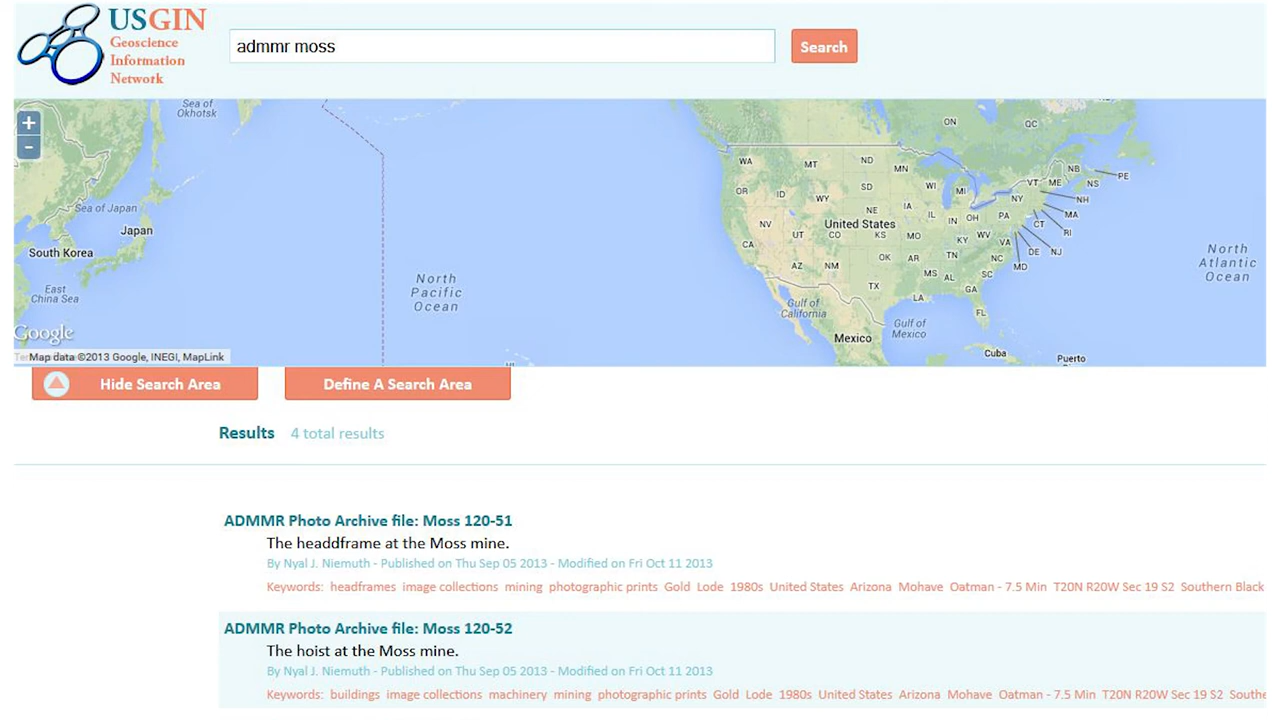 USGIN
Geoscience
Information
Network
admmr moss
Search
Sea of
Okhotsk
+
-
Sea of Japan
Japan
South Korea
East
China Sea
North
Pacific
Ocean
ON
QC
WA
MT
ND
MN
NB
PE
OR
ID
WY
SD
WI
MI
VT
ME
NS
NY
NH
NE
IA
IL
IN
OH
PA
MA
CT
RI
NV
UT
United States
CO
KS
MO
KY
WV
VA
CA
DE
NJ
MD
AZ
NM
OK
AR
TN
NC
MS
AL
SC
TX
LA
GA
FL
North
Atlantic
Ocean
Gulf of
California
Gulf of
Mexico
Mexico
Cuba
Puerto
Google
Map data ©2013 Google, INEGI, MapLink
Hide Search Area
Define A Search Area
Results 4 total results
ADMMR Photo Archive file: Moss 120-51
The headdframe at the Moss mine.
By Nyal J. Niemuth - Published on Thu Sep 05 2013 - Modified on Fri Oct 11 2013
Keywords: headframes image collections mining photographic prints Gold Lode 1980s United States Arizona Mohave Oatman - 7.5 Min T20N R20W Sec 19 S2 Southern Black
ADMMR Photo Archive file: Moss 120-52
The hoist at the Moss mine.
By Nyal J. Niemuth - Published on Thu Sep 05 2013 - Modified on Fri Oct 11 2013
Keywords: buildings image collections machinery mining photographic prints Gold Lode 1980s United States Arizona Mohave Oatman - 7.5 Min T20N R20W Sec 19 S2